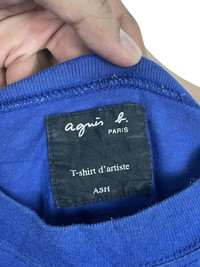 agnès b.
PARIS
T-shirt d'artiste
ASH